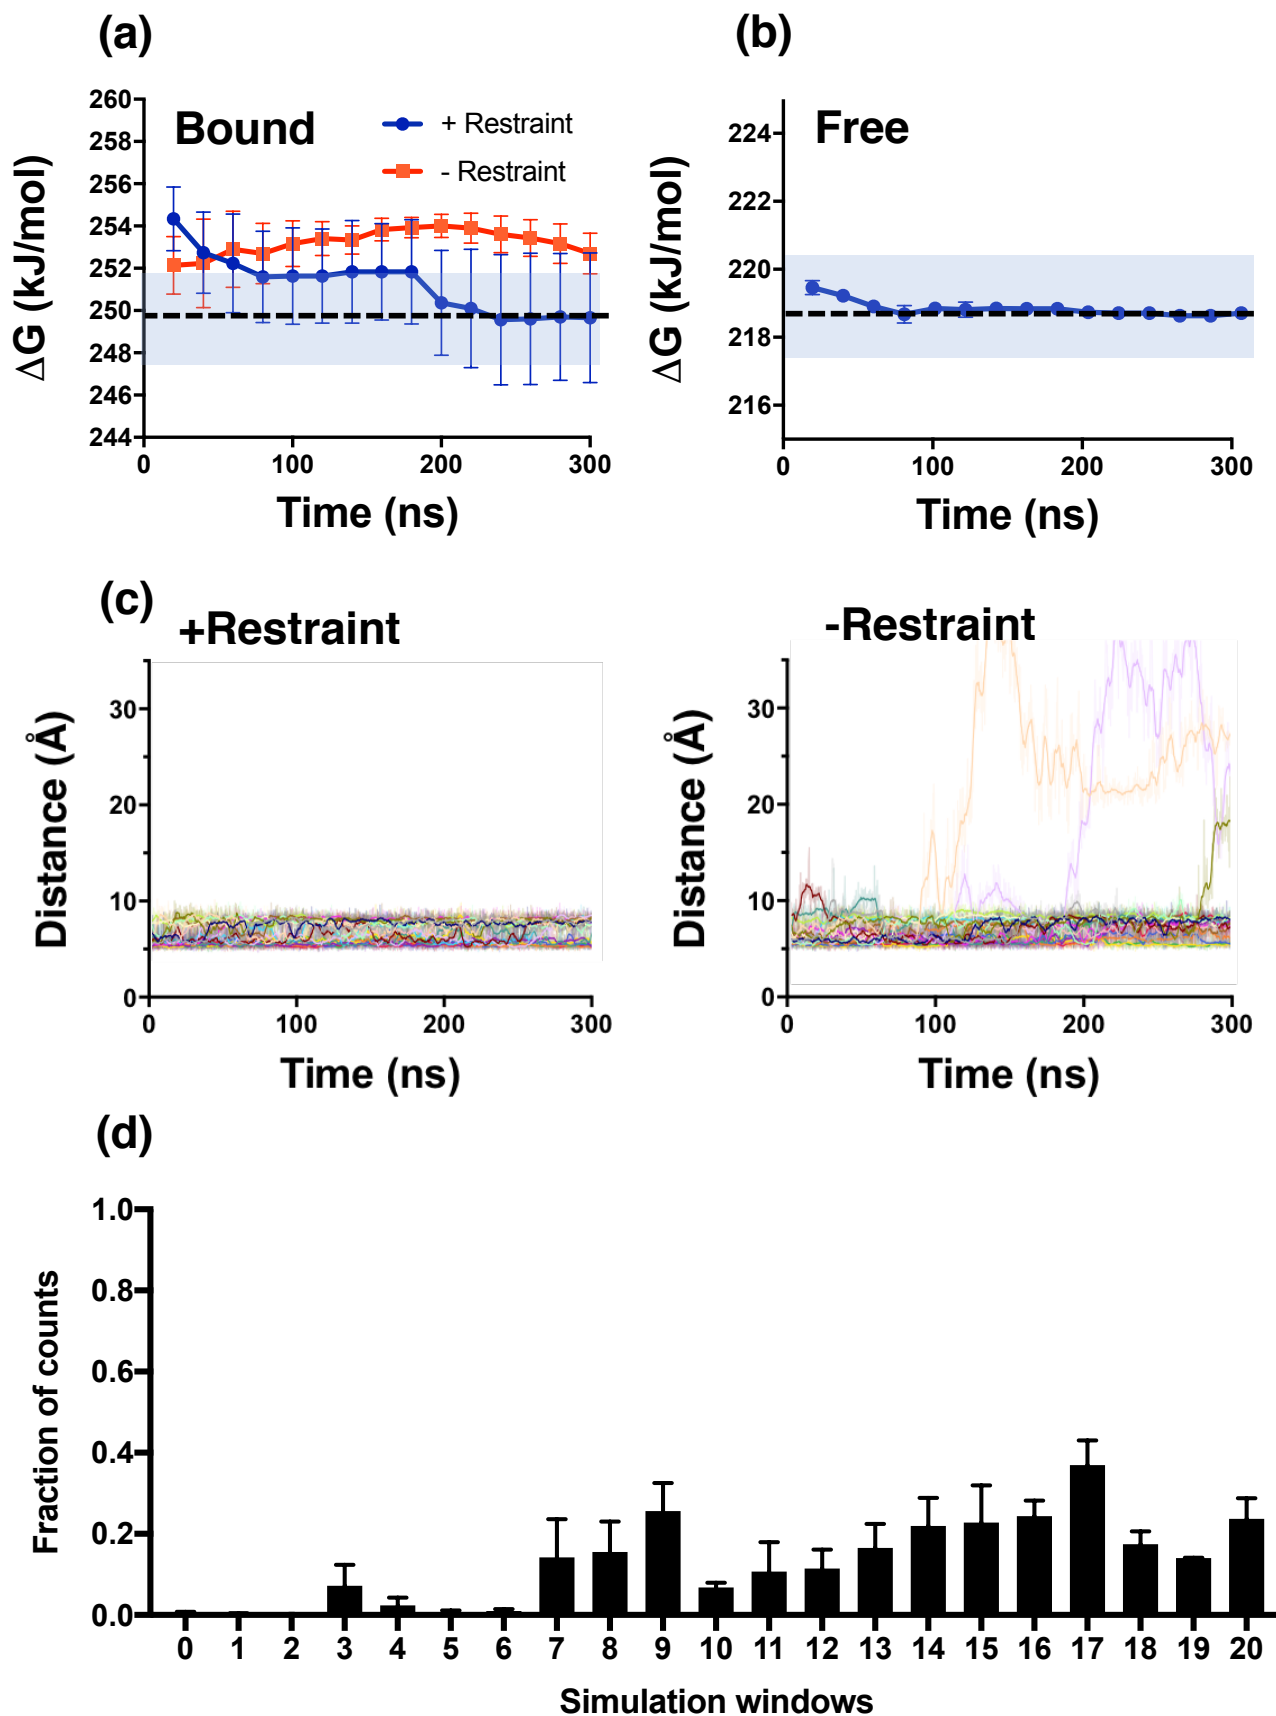 (a)
Bound
+ Restraint
- Restraint
260
258
256
254
252
250
248
246
244
ΔG (kJ/mol)
0 100 200 300
Time (ns)
(b)
Free
224
222
220
218
216
ΔG (kJ/mol)
0 100 200 300
Time (ns)
(c)
+Restraint
30
20
10
0
Distance (Å)
0 100 200 300
Time (ns)
-Restraint
30
20
10
0
Distance (Å)
0 100 200 300
Time (ns)
(d)
1.0
0.8
0.6
0.4
0.2
0.0
Fraction of counts
0 1 2 3 4 5 6 7 8 9 10 11 12 13 14 15 16 17 18 19 20
Simulation windows